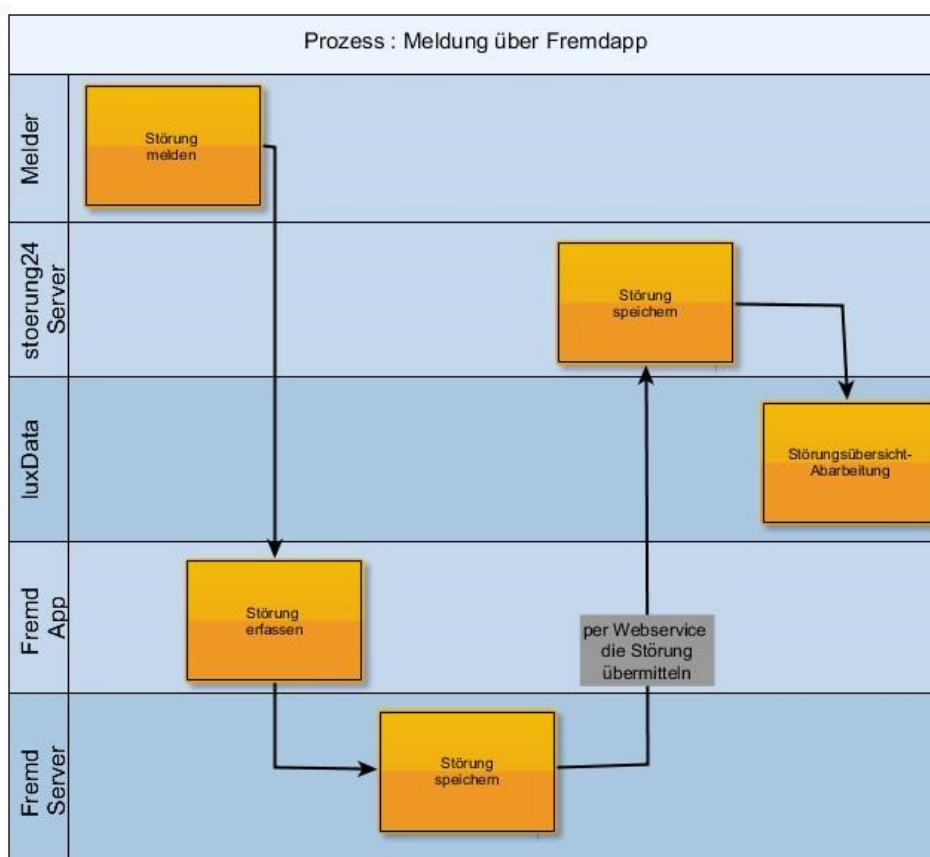 Prozess : Meldung über Fremdapp
Melder
Störung
melden
stoerung24
Server
Störung
speichern
luxData
Störungsübersicht-
Abarbeitung
Fremd
App
Störung
erfassen
per Webservice
die Störung
übermitteln
Fremd
Server
Störung
speichern